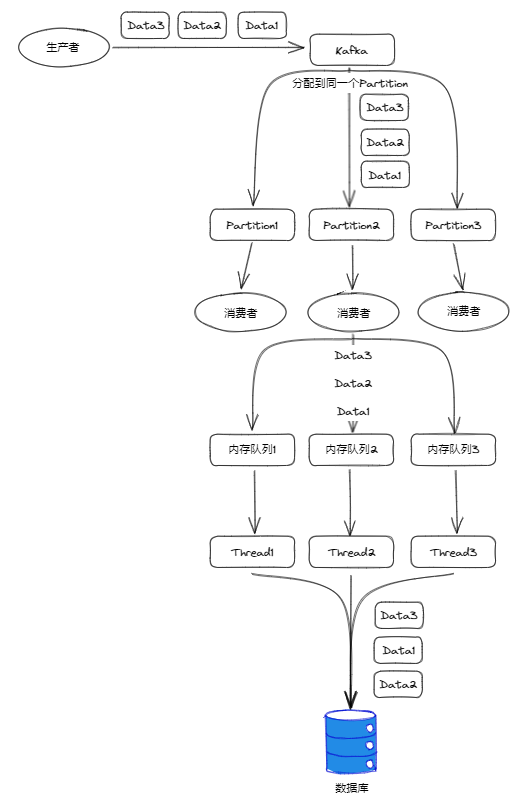 Data3 Data2 Data1
生产者
Kafka
分配到同一个Partition
Data3
Data2
Data1
Partition1 Partition2 Partition3
消费者 消费者 消费者
Data3
Data2
Data1
内存队列1 内存队列2 内存队列3
Thread1 Thread2 Thread3
Data3
Data1
Data2
数据库